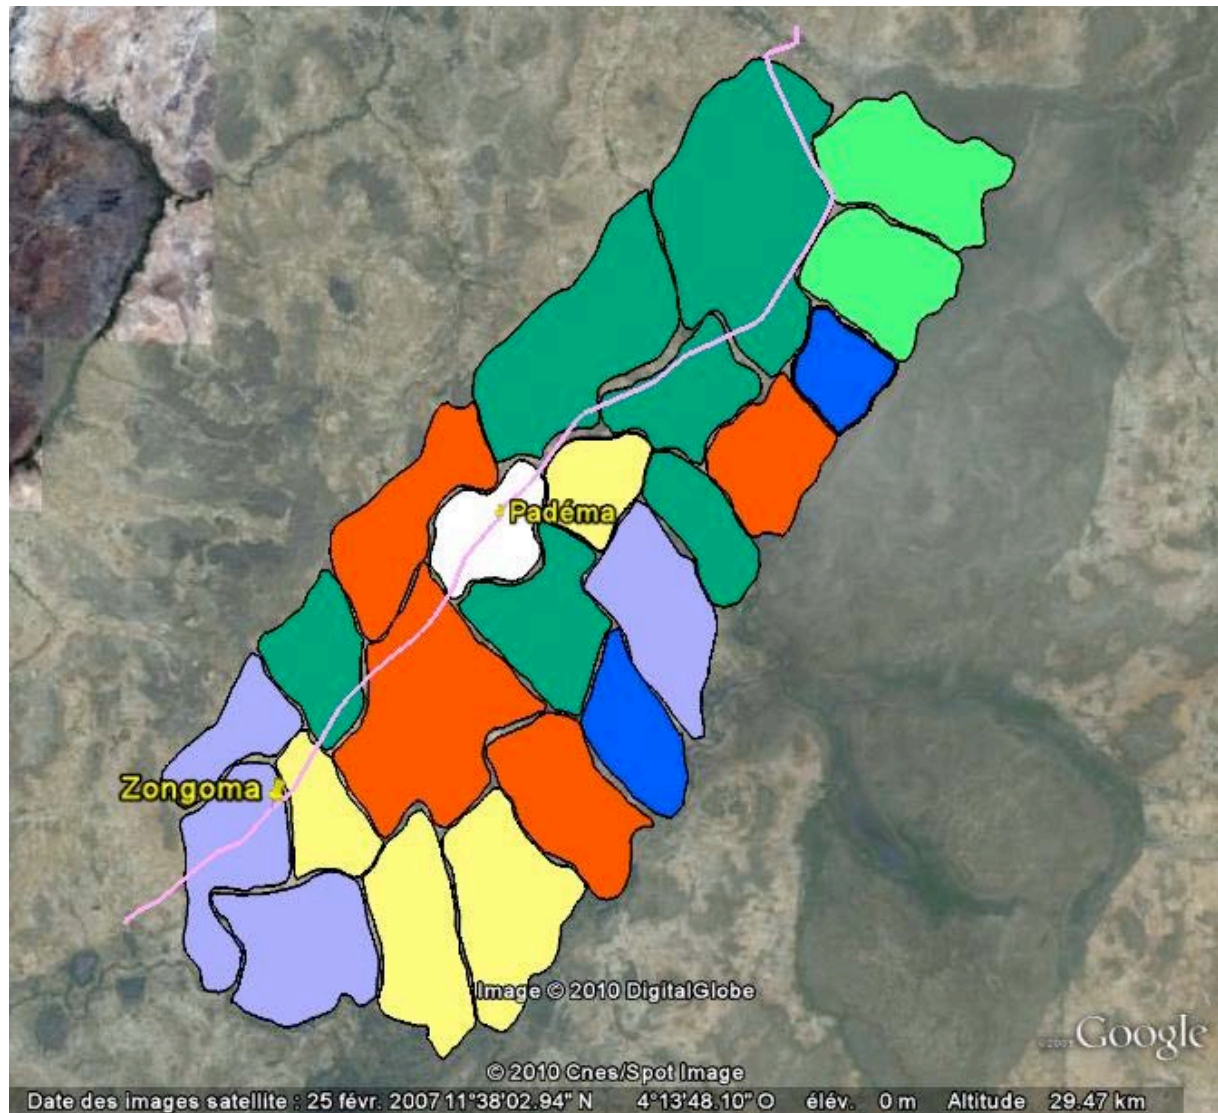 Padéma
Zongoma
Image © 2010 DigitalGlobe
Google
© 2010 Cnes/Spot Image
Date des images satellite : 25 févr. 2007 11°38'02.94" N 4°13'48.10" O élév. 0 m Altitude 29.47 km